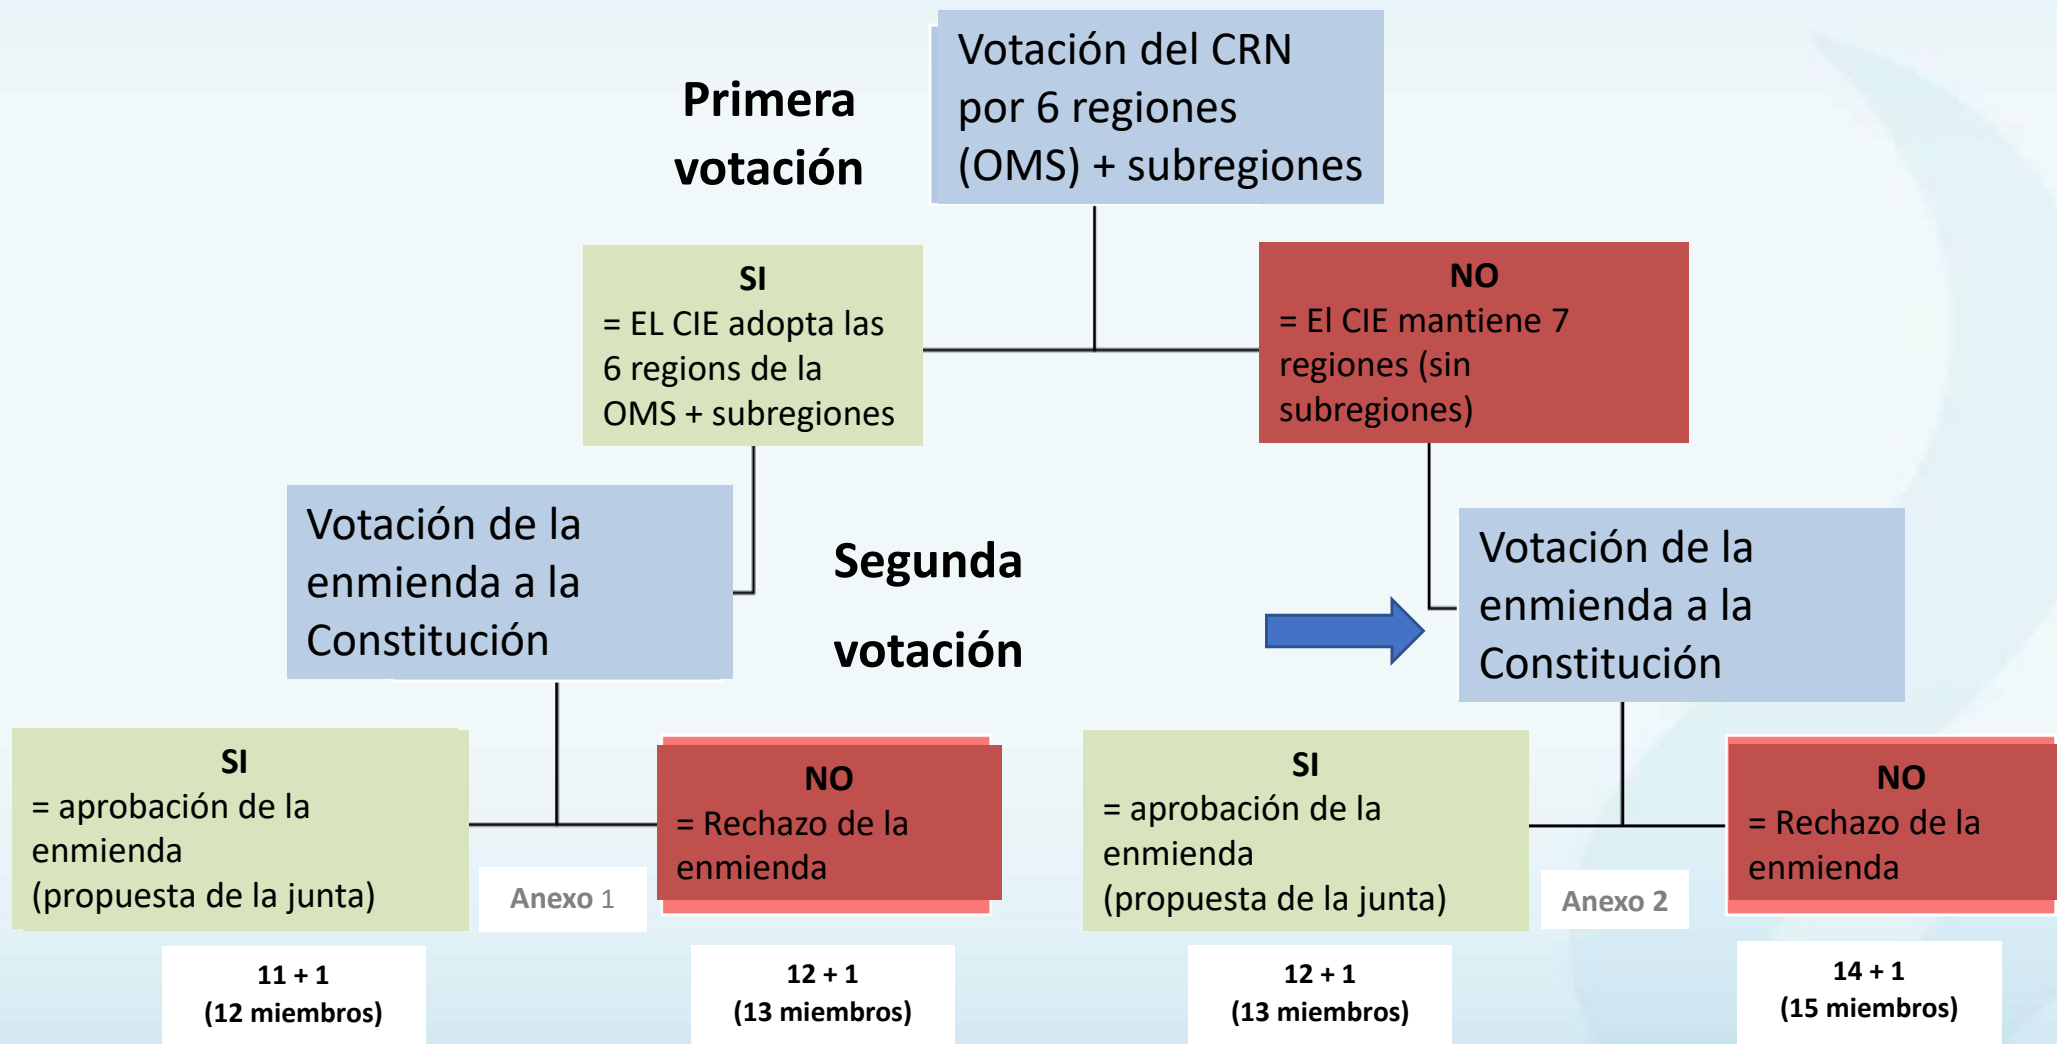 Primera
votación
Votación del CRN
por 6 regiones
(OMS) + subregiones
SI
= EL CIE adopta las
6 regions de la
OMS + subregiones
NO
= El CIE mantiene 7
regiones (sin
subregiones)
Votación de la
enmienda a la
Constitución
Segunda
votación
Votación de la
enmienda a la
Constitución
SI
= aprobación de la
enmienda
(propuesta de la junta)
Anexo 1
NO
= Rechazo de la
enmienda
SI
= aprobación de la
enmienda
(propuesta de la junta)
Anexo 2
NO
= Rechazo de la
enmienda
11 + 1
(12 miembros)
12 + 1
(13 miembros)
12 + 1
(13 miembros)
14 + 1
(15 miembros)